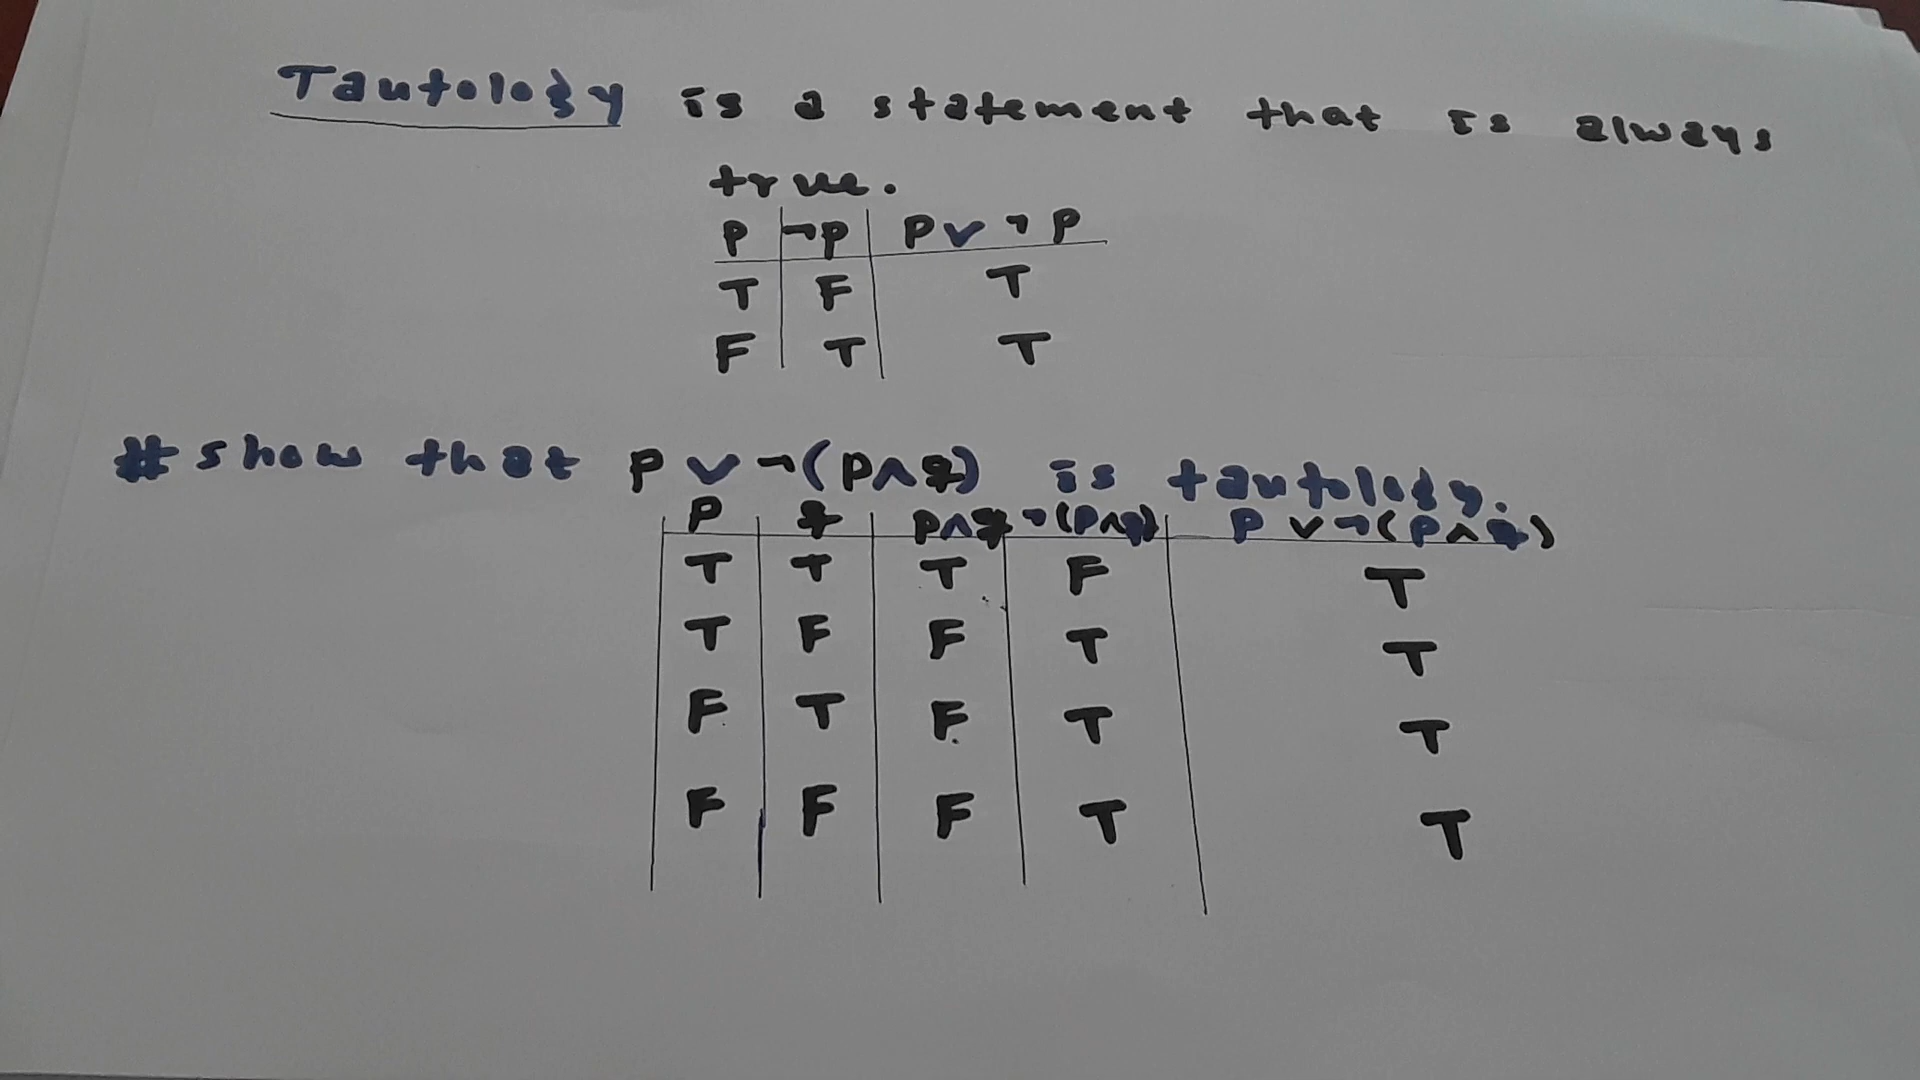 Tautology is a statement that is always
true.
P ¬P P∨¬P
T F T
F T T
# show that P∨¬(P∧q) is tautology.
P q P∧q ¬(P∧q) P∨¬(P∧q)
T T T F T
T F F T T
F T F T T
F F F T T